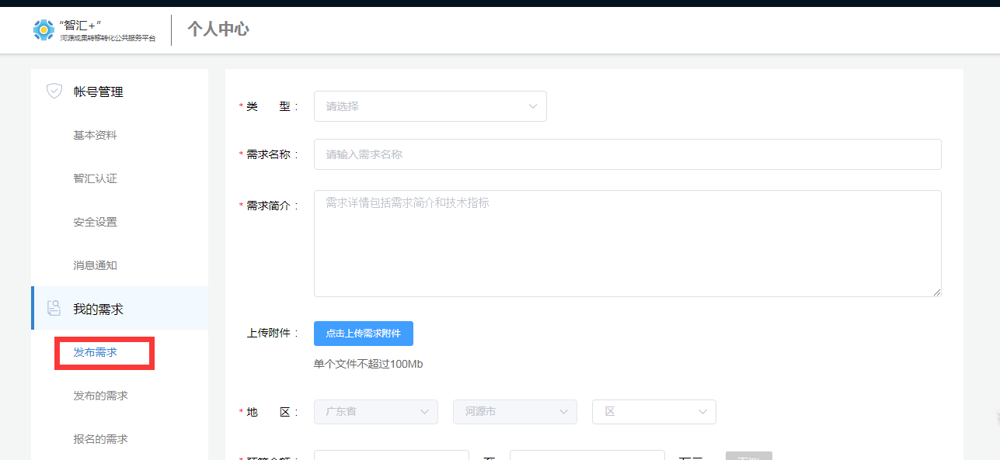 “智汇+”
河源成果转移转化公共服务平台
个人中心
帐号管理
基本资料
智汇认证
安全设置
消息通知
我的需求
发布需求
发布的需求
报名的需求
* 类 型 :
请选择
* 需求名称 :
请输入需求名称
* 需求简介 :
需求详情包括需求简介和技术指标
上传附件 :
点击上传需求附件
单个文件不超过100Mb
* 地 区 :
广东省
河源市
区